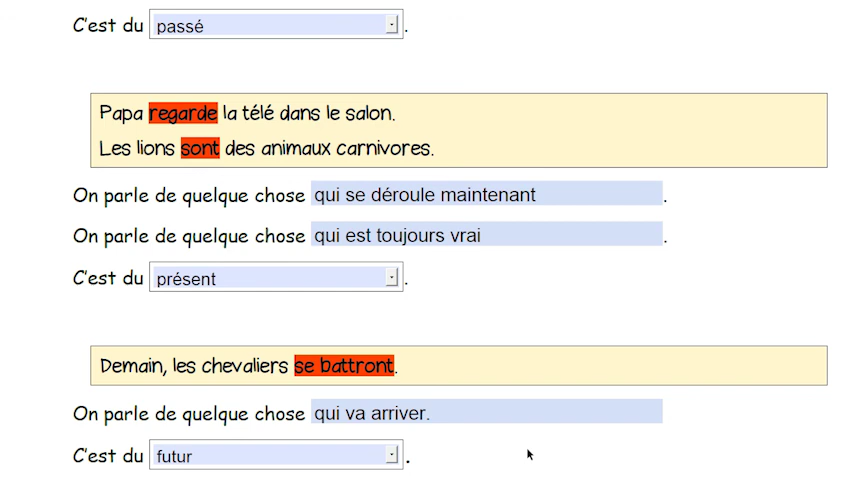 C'est du passé.
Papa regarde la télé dans le salon.
Les lions sont des animaux carnivores.
On parle de quelque chose qui se déroule maintenant.
On parle de quelque chose qui est toujours vrai.
C'est du présent.
Demain, les chevaliers se battront.
On parle de quelque chose qui va arriver.
C'est du futur.